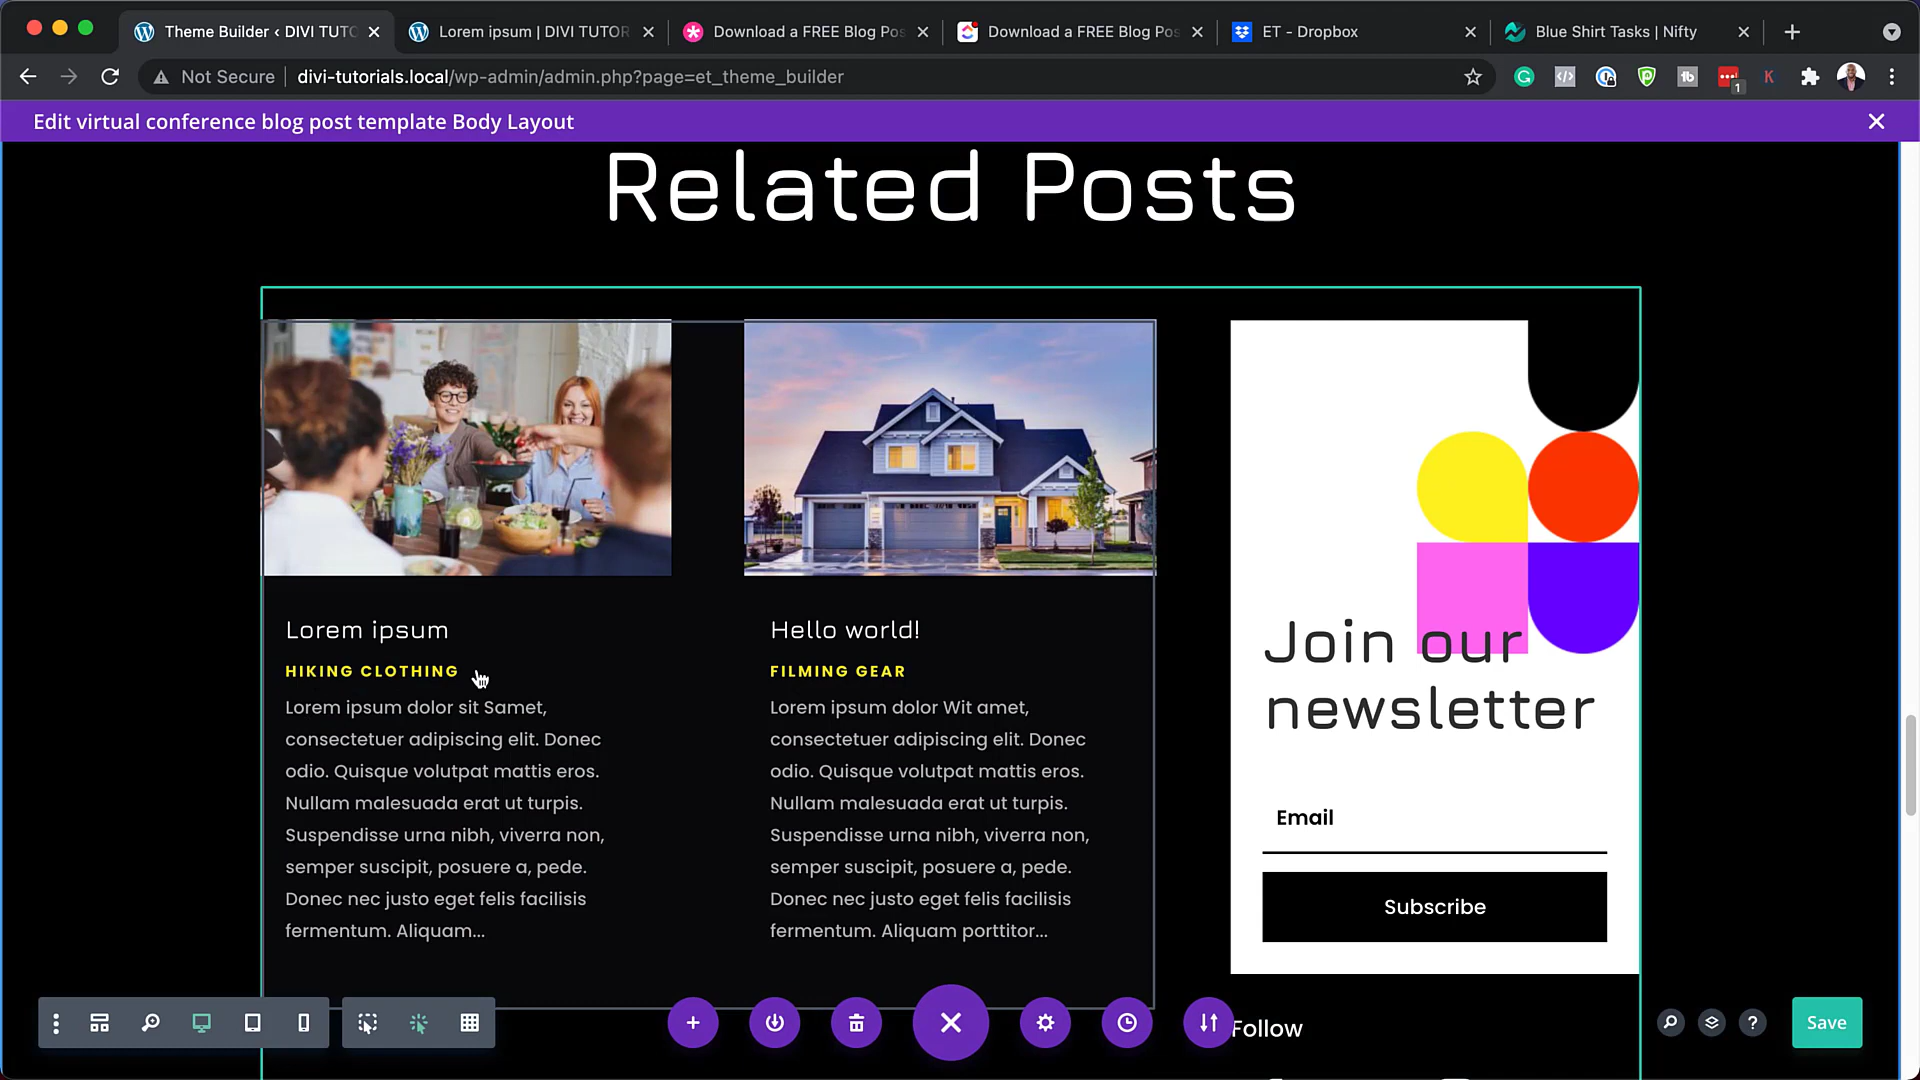 Theme Builder ‹ DIVI TUTO
Lorem ipsum | DIVI TUTOR
Download a FREE Blog Pos
Download a FREE Blog Pos
ET - Dropbox
Blue Shirt Tasks | Nifty
Not Secure
divi-tutorials.local/wp-admin/admin.php?page=et_theme_builder
1
Edit virtual conference blog post template Body Layout
Related Posts
Lorem ipsum
HIKING CLOTHING
Lorem ipsum dolor sit Samet,
consectetuer adipiscing elit. Donec
odio. Quisque volutpat mattis eros.
Nullam malesuada erat ut turpis.
Suspendisse urna nibh, viverra non,
semper suscipit, posuere a, pede.
Donec nec justo eget felis facilisis
fermentum. Aliquam...
Hello world!
FILMING GEAR
Lorem ipsum dolor Wit amet,
consectetuer adipiscing elit. Donec
odio. Quisque volutpat mattis eros.
Nullam malesuada erat ut turpis.
Suspendisse urna nibh, viverra non,
semper suscipit, posuere a, pede.
Donec nec justo eget felis facilisis
fermentum. Aliquam porttitor...
Join our
newsletter
Email
Subscribe
Follow
Save